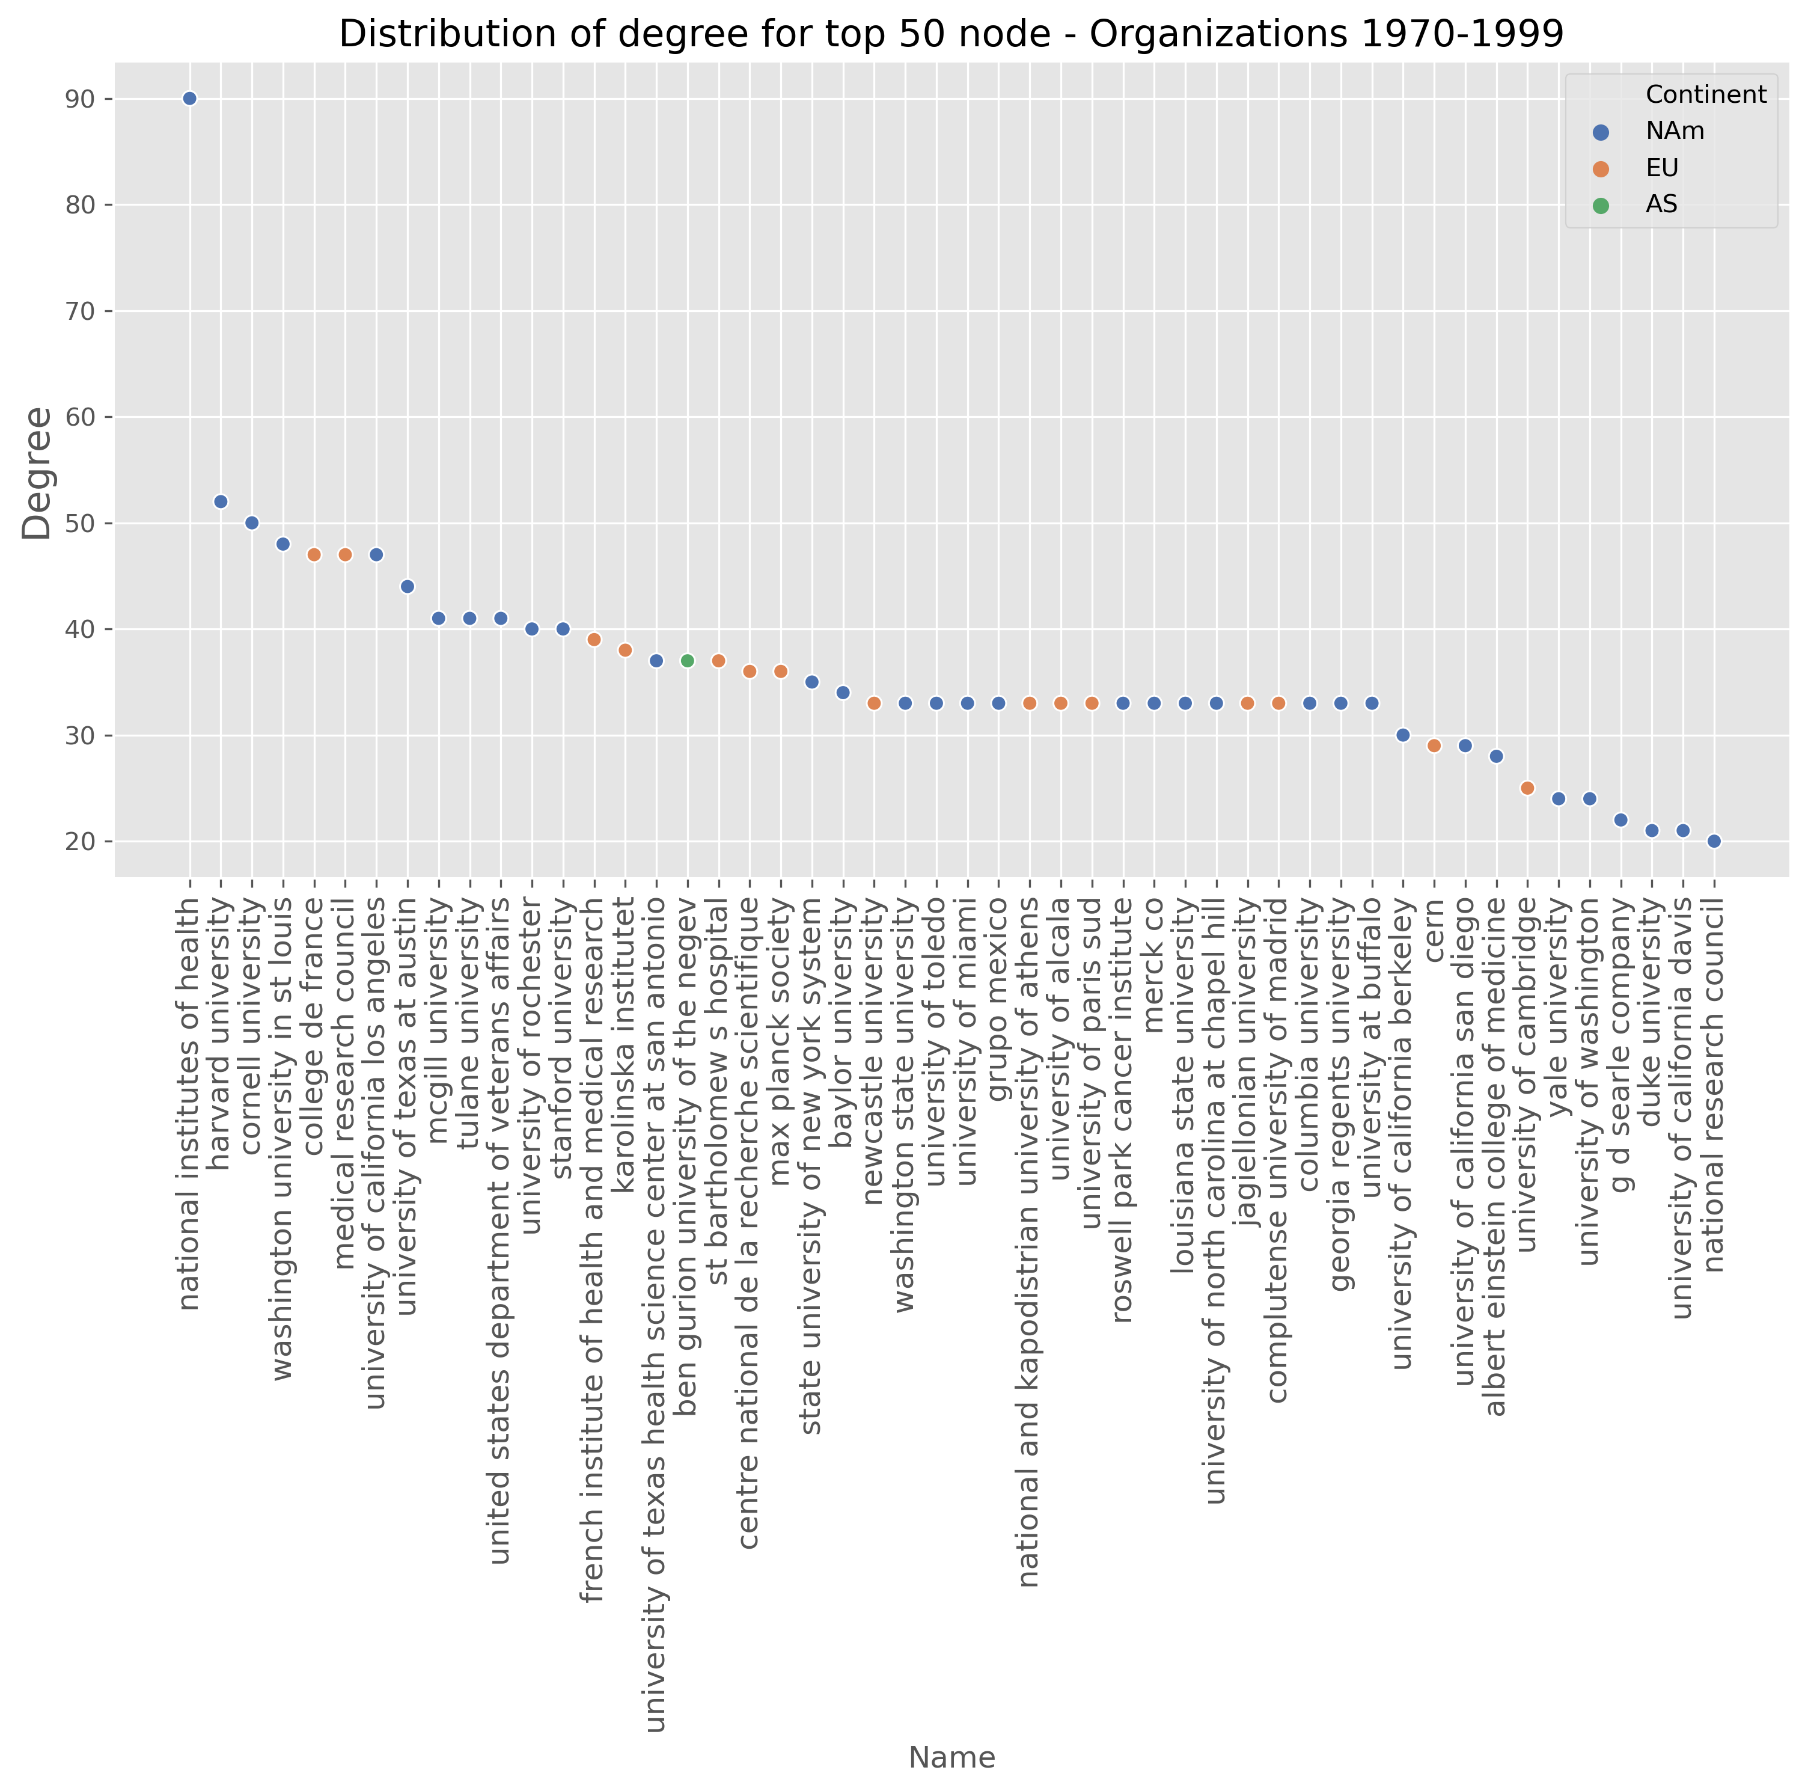 Distribution of degree for top 50 node - Organizations 1970-1999
Continent
NAm
EU
AS
Degree
90
80
70
60
50
40
30
20
national institutes of health
harvard university
cornell university
washington university in st louis
college de france
medical research council
university of california los angeles
university of texas at austin
mcgill university
tulane university
united states department of veterans affairs
university of rochester
stanford university
french institute of health and medical research
karolinska institutet
university of texas health science center at san antonio
ben gurion university of the negev
st bartholomew s hospital
centre national de la recherche scientifique
max planck society
state university of new york system
baylor university
newcastle university
washington state university
university of toledo
university of miami
grupo mexico
national and kapodistrian university of athens
university of alcala
university of paris sud
roswell park cancer institute
merck co
louisiana state university
university of north carolina at chapel hill
jagiellonian university
complutense university of madrid
columbia university
georgia regents university
university at buffalo
university of california berkeley
cern
university of california san diego
albert einstein college of medicine
university of cambridge
yale university
university of washington
g d searle company
duke university
university of california davis
national research council
Name